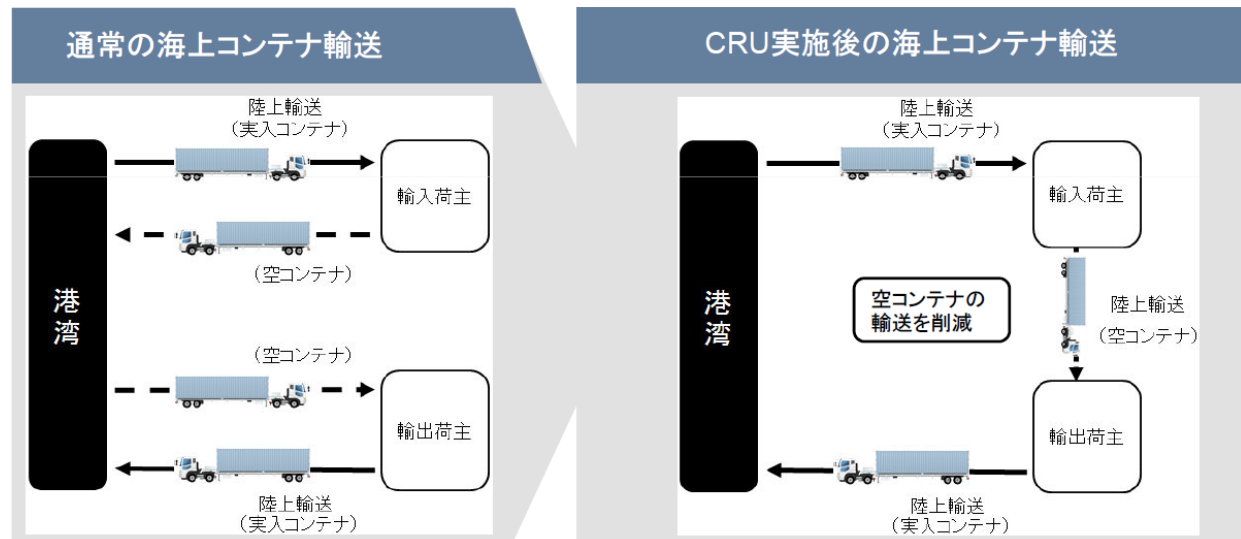 通常の海上コンテナ輸送
陸上輸送
（実入コンテナ）
輸入荷主
（空コンテナ）
港湾
（空コンテナ）
輸出荷主
陸上輸送
（実入コンテナ）
CRU実施後の海上コンテナ輸送
陸上輸送
（実入コンテナ）
輸入荷主
空コンテナの
輸送を削減
陸上輸送
（空コンテナ）
港湾
輸出荷主
陸上輸送
（実入コンテナ）